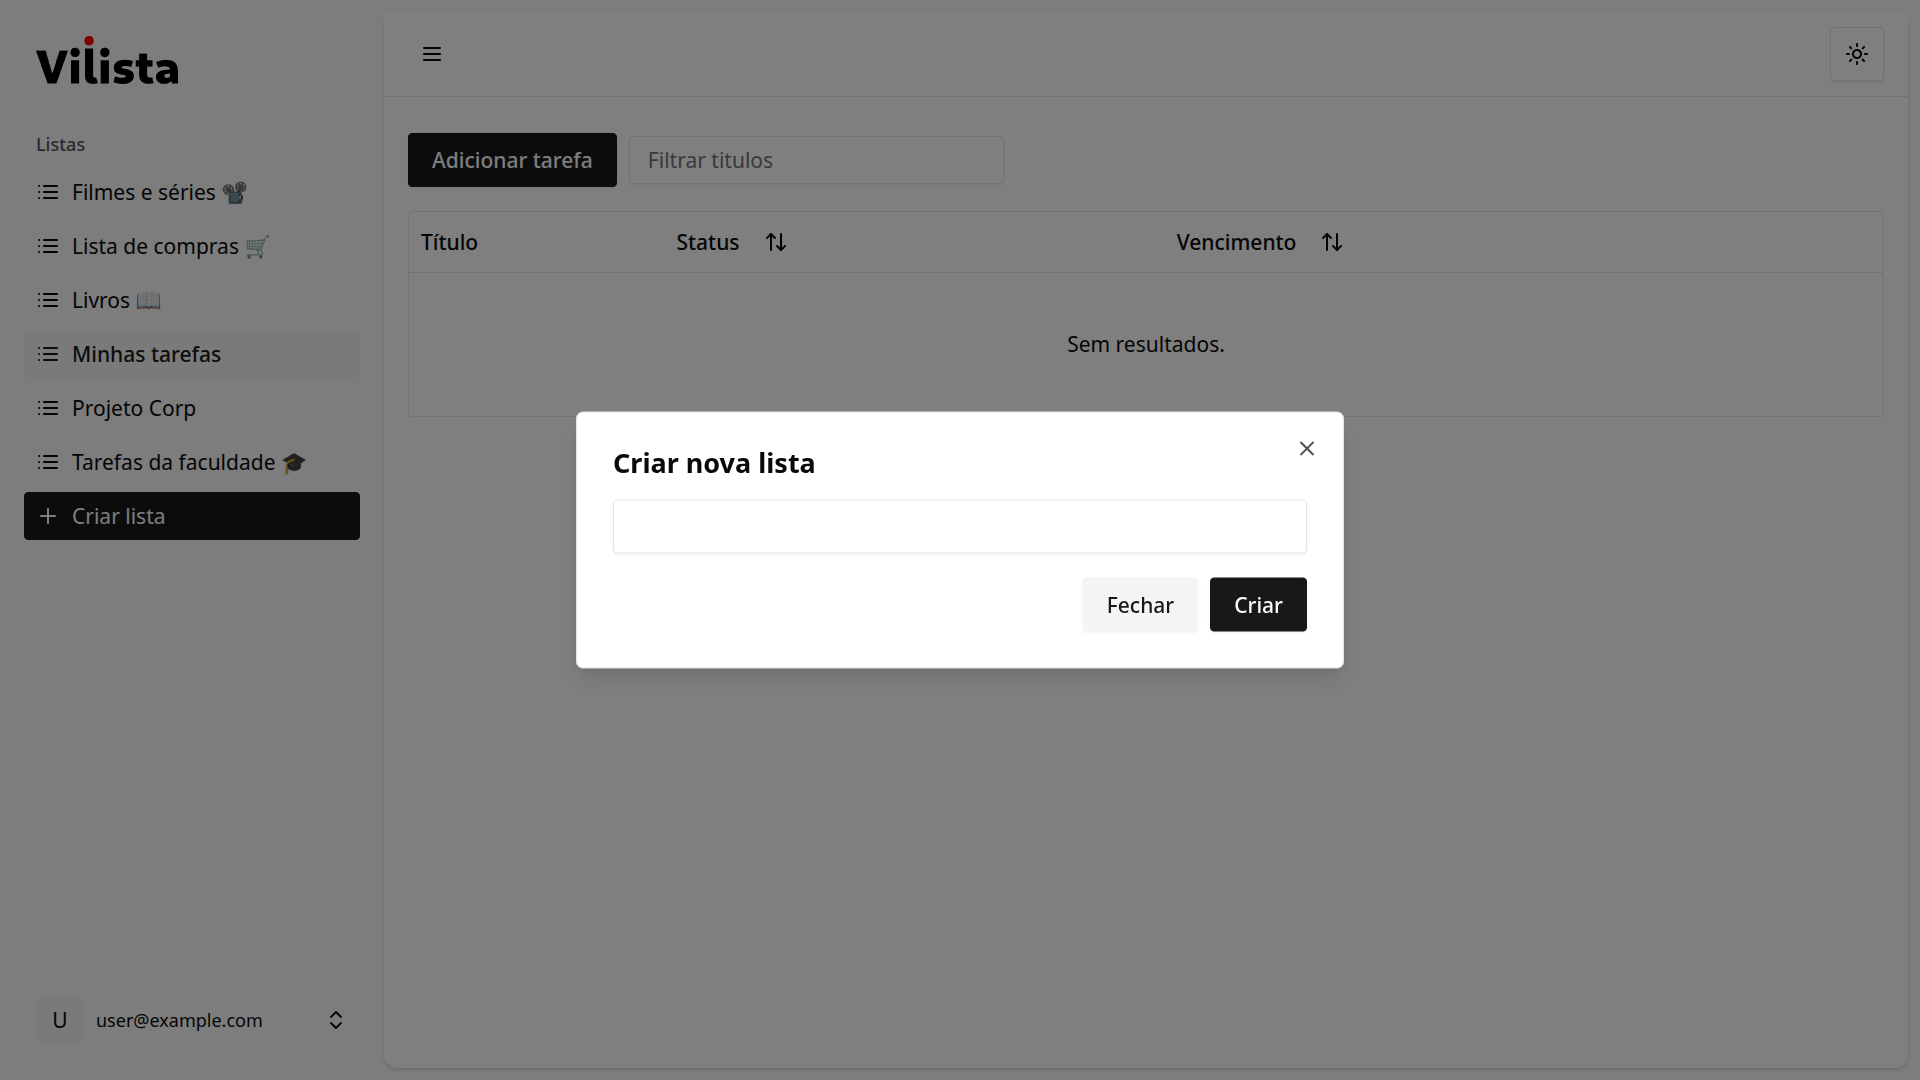 Vilista
Listas
Filmes e séries 📽️
Lista de compras 🛒
Livros 📖
Minhas tarefas
Projeto Corp
Tarefas da faculdade 🎓
Criar lista
U user@example.com
Adicionar tarefa
Filtrar titulos
Título Status Vencimento
Sem resultados.
Criar nova lista
Fechar Criar